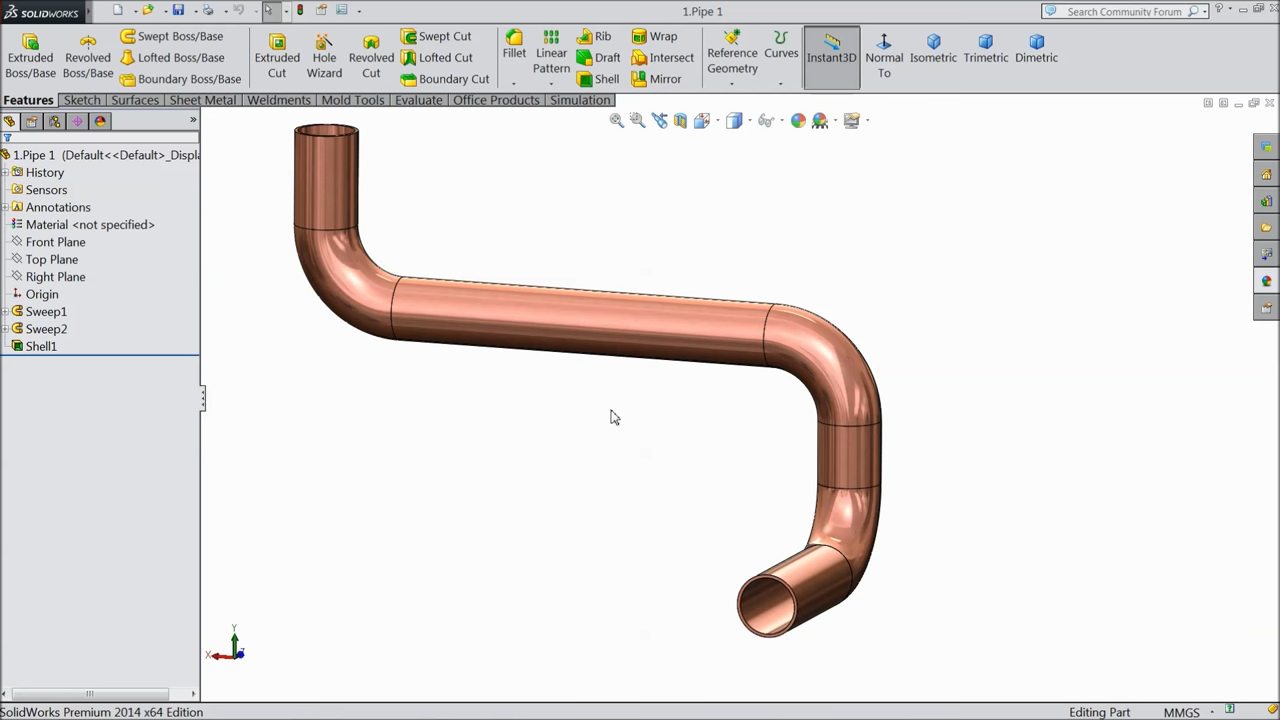 SOLIDWORKS
1.Pipe 1
Search Community Forum
Extruded Boss/Base
Revolved Boss/Base
Swept Boss/Base
Lofted Boss/Base
Boundary Boss/Base
Extruded Cut
Hole Wizard
Revolved Cut
Swept Cut
Lofted Cut
Boundary Cut
Fillet
Linear Pattern
Rib
Draft
Shell
Wrap
Intersect
Mirror
Reference Geometry
Curves
Instant3D
Normal To
Isometric
Trimetric
Dimetric
Features
Sketch
Surfaces
Sheet Metal
Weldments
Mold Tools
Evaluate
Office Products
Simulation
1.Pipe 1 (Default<<Default>_Displa
History
Sensors
Annotations
Material <not specified>
Front Plane
Top Plane
Right Plane
Origin
Sweep1
Sweep2
Shell1
Y
X
Z
SolidWorks Premium 2014 x64 Edition
Editing Part
MMGS